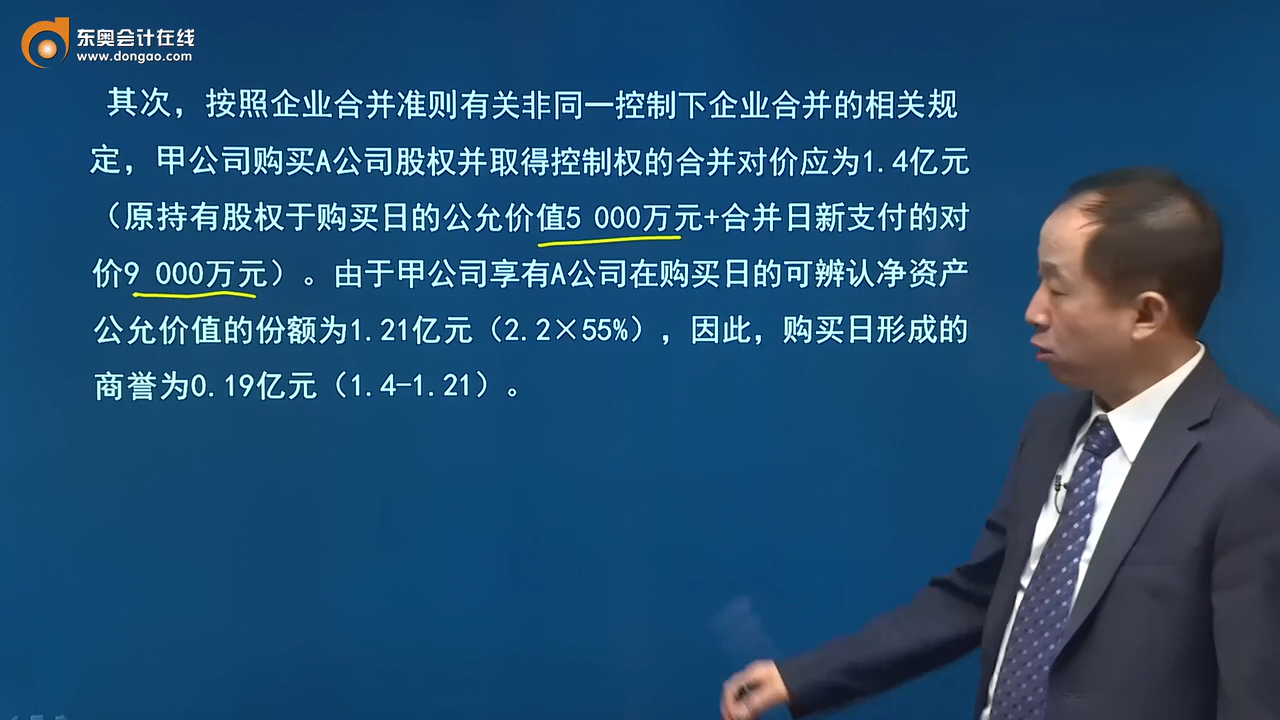 东奥会计在线
www.dongao.com
其次，按照企业合并准则有关非同一控制下企业合并的相关规
定，甲公司购买A公司股权并取得控制权的合并对价应为1.4亿元
（原持有股权于购买日的公允价值5 000万元+合并日新支付的对
价9 000万元）。由于甲公司享有A公司在购买日的可辨认净资产
公允价值的份额为1.21亿元（2.2×55%），因此，购买日形成的
商誉为0.19亿元（1.4-1.21）。